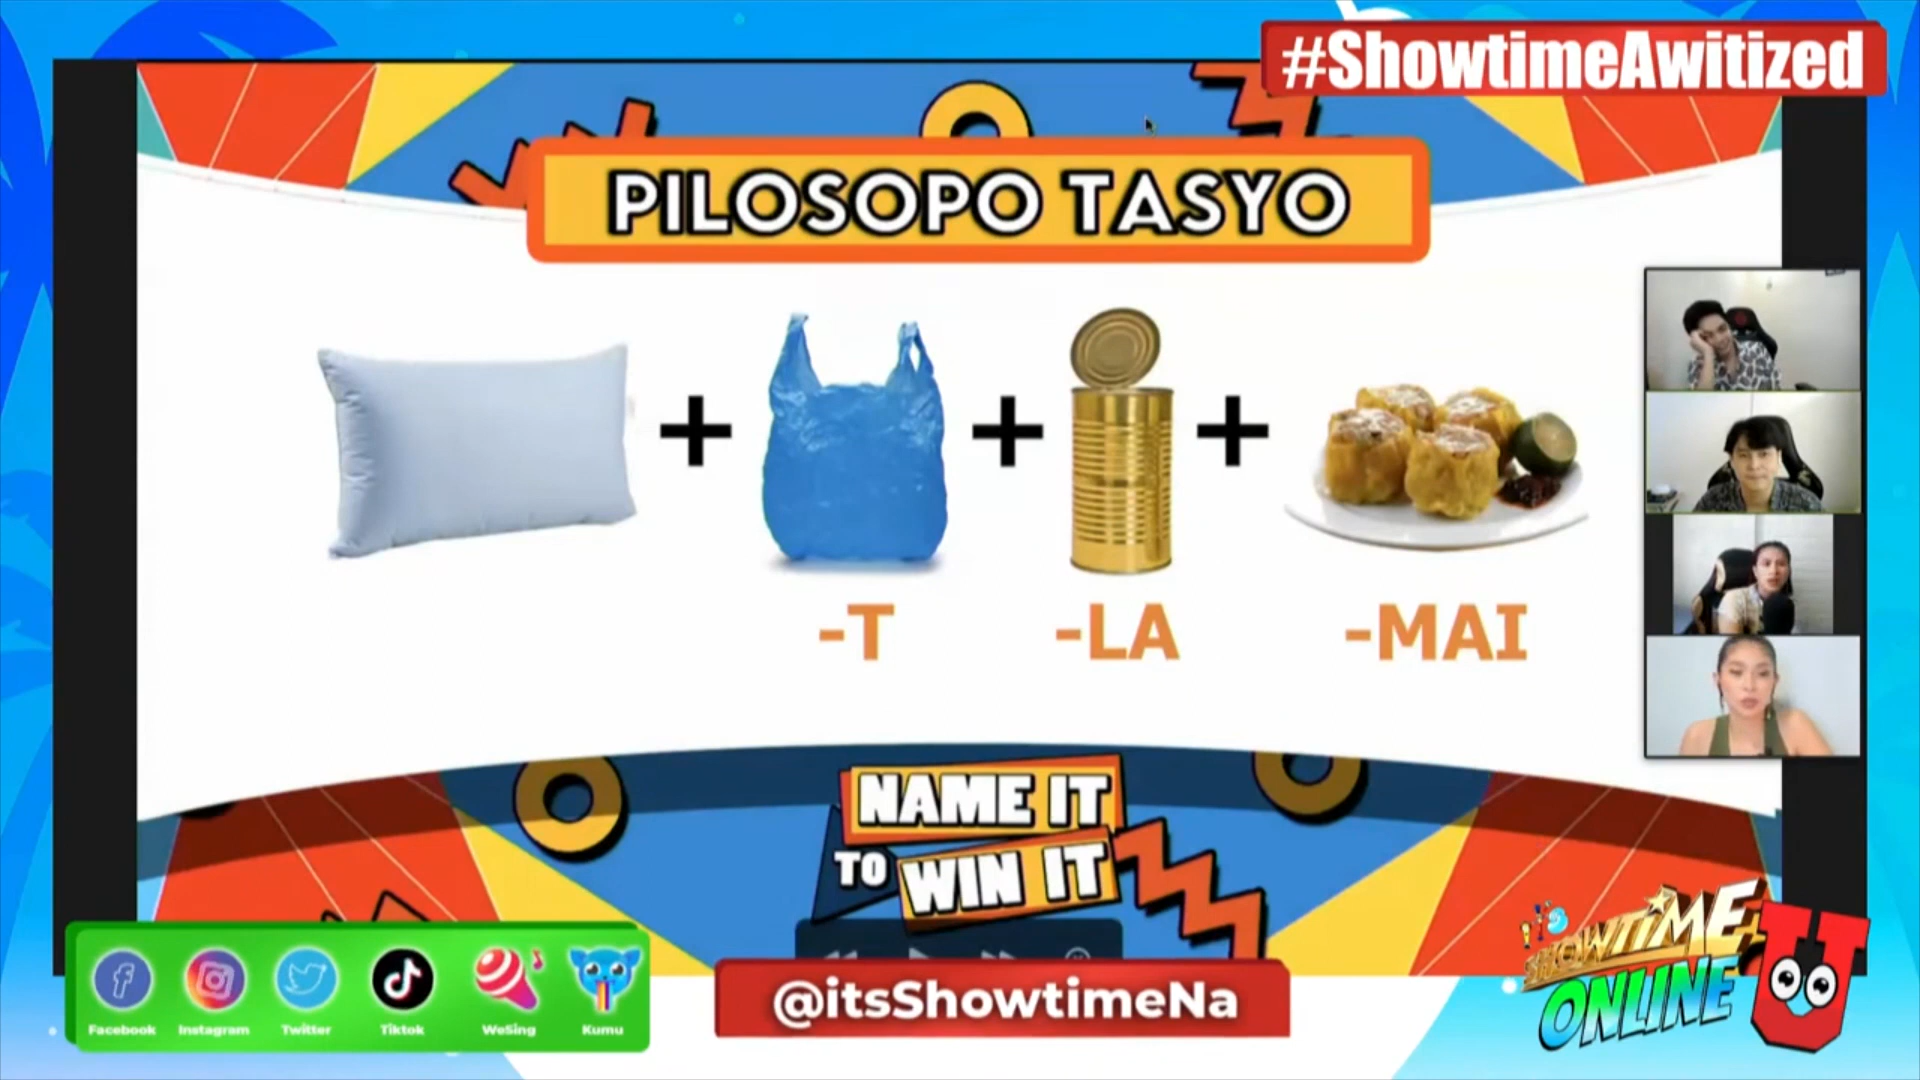 #ShowtimeAwitized
PILOSOPO TASYO
+ + +
-T -LA -MAI
NAME IT
TO WIN IT
Facebook Instagram Twitter Tiktok WeSing Kumu
@itsShowtimeNa
it's
SHOWTiME
ONLINE U